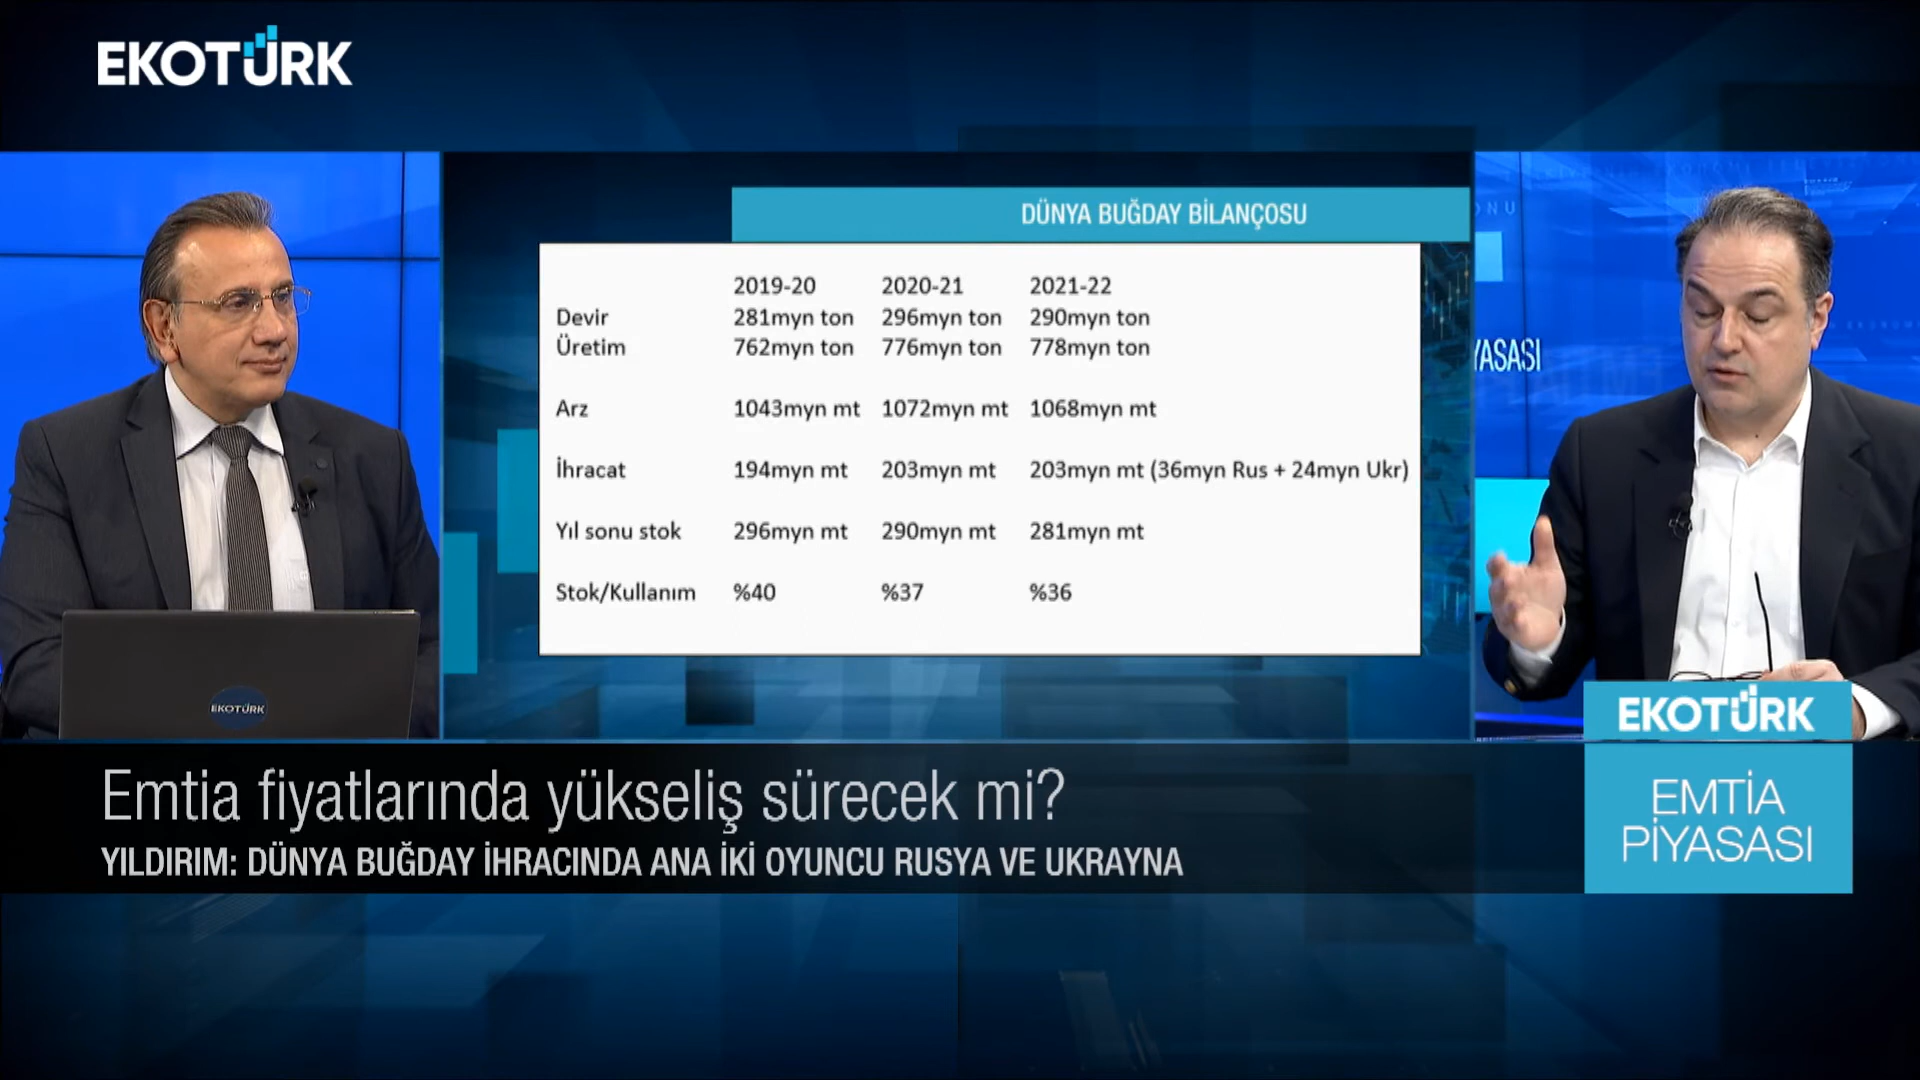 EKOTÜRK
DÜNYA BUĞDAY BİLANÇOSU
2019-20 2020-21 2021-22
Devir 281myn ton 296myn ton 290myn ton
Üretim 762myn ton 776myn ton 778myn ton
Arz 1043myn mt 1072myn mt 1068myn mt
İhracat 194myn mt 203myn mt 203myn mt (36myn Rus + 24myn Ukr)
Yıl sonu stok 296myn mt 290myn mt 281myn mt
Stok/Kullanım %40 %37 %36
YASASI
EKOTÜRK
EKOTÜRK
Emtia fiyatlarında yükseliş sürecek mi?
YILDIRIM: DÜNYA BUĞDAY İHRACINDA ANA İKİ OYUNCU RUSYA VE UKRAYNA
EMTİA
PİYASASI